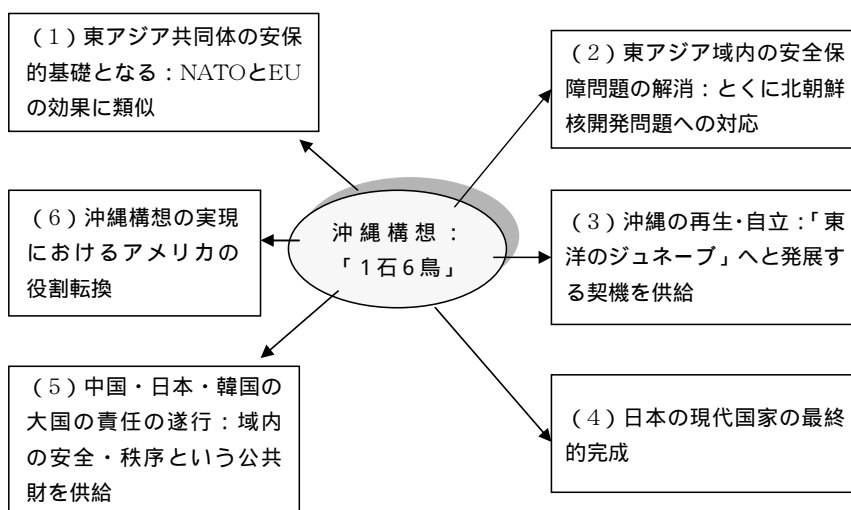 (1)東アジア共同体の安保
的基礎となる:NATOとEU
の効果に類似
(2)東アジア域内の安全保
障問題の解消:とくに北朝鮮
核開発問題への対応
(6)沖縄構想の実現
におけるアメリカの
役割転換
沖縄構想:
「1石6鳥」
(3)沖縄の再生・自立:「東
洋のジュネーブ」へと発展す
る契機を供給
(5)中国・日本・韓国の
大国の責任の遂行:域内
の安全・秩序という公共
財を供給
(4)日本の現代国家の最終
的完成